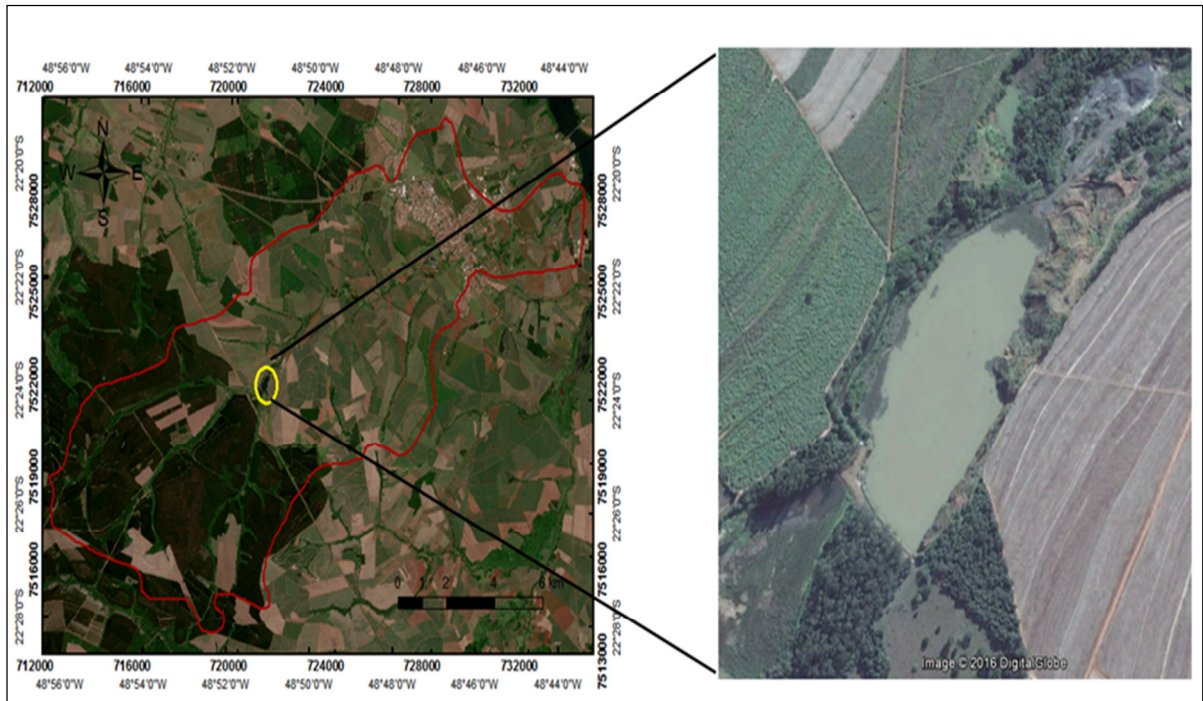 48°56'0"W 48°54'0"W 48°52'0"W 48°50'0"W 48°48'0"W 48°46'0"W 48°44'0"W
712000 716000 720000 724000 728000 732000
N
W E
S
22°20'0"S
7528000
22°22'0"S
7525000
22°24'0"S
7522000
7519000
22°26'0"S
7516000
22°28'0"S
22°20'0"S
7528000
22°22'0"S
7525000
7522000
22°24'0"S
7519000
22°26'0"S
7516000
22°28'0"S
7513000
0 1 2 4 6 km
712000 716000 720000 724000 728000 732000
48°56'0"W 48°54'0"W 48°52'0"W 48°50'0"W 48°48'0"W 48°46'0"W 48°44'0"W
Image © 2016 DigitalGlobe